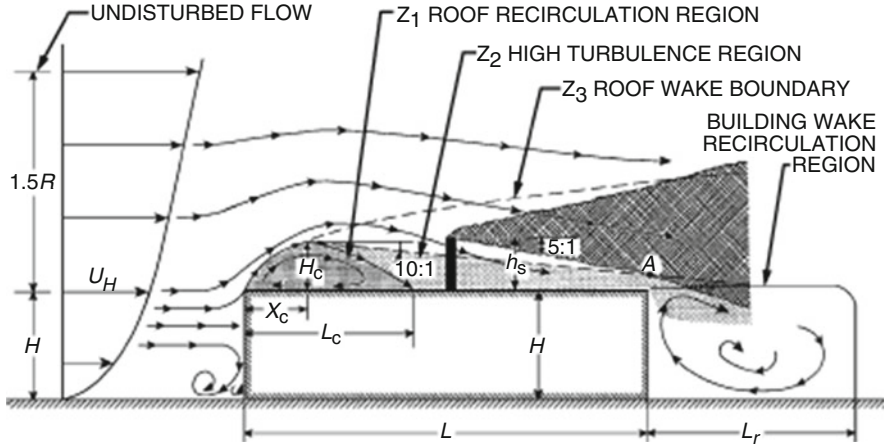 UNDISTURBED FLOW
Z1 ROOF RECIRCULATION REGION
Z2 HIGH TURBULENCE REGION
Z3 ROOF WAKE BOUNDARY
BUILDING WAKE
RECIRCULATION
REGION
1.5R
5:1
Hc
10:1
hs
A
UH
Xc
Lc
H
H
L
Lr